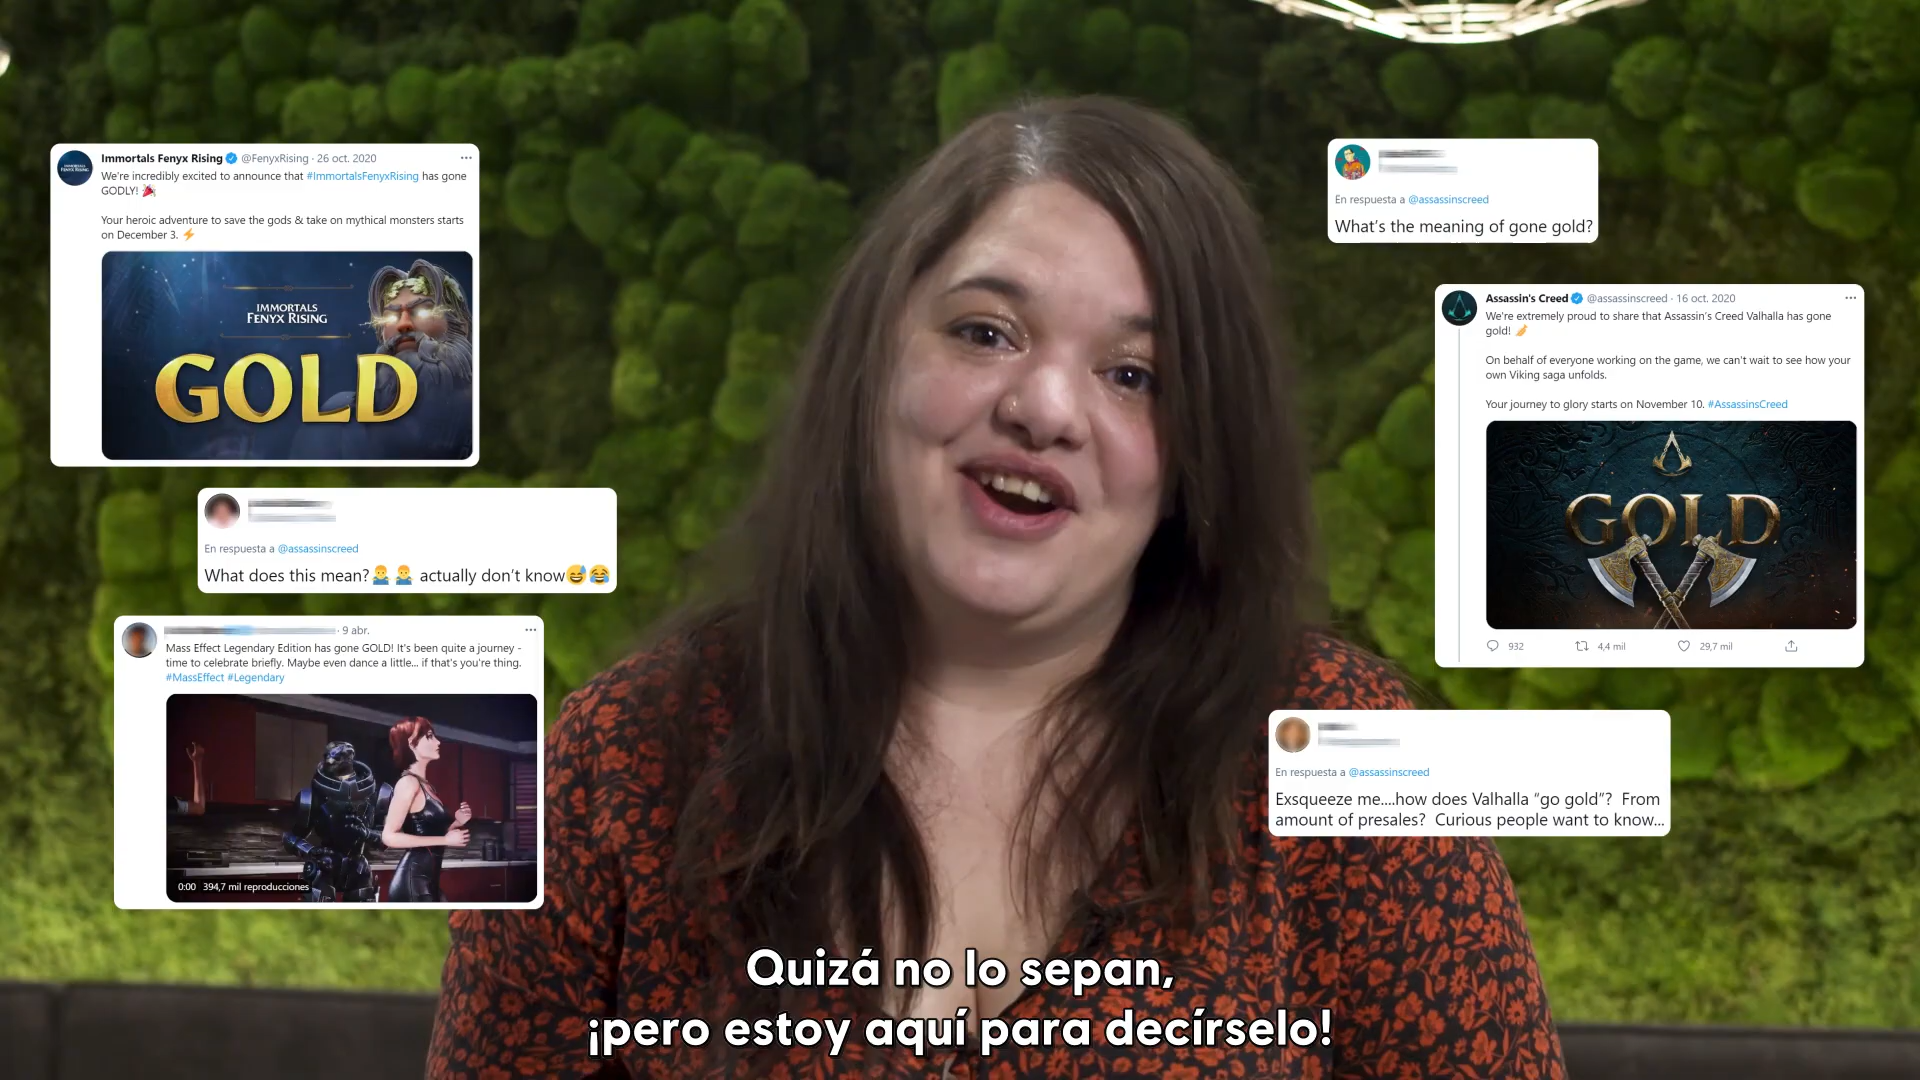 Immortals Fenyx Rising @FenyxRising · 26 oct. 2020
We're incredibly excited to announce that #ImmortalsFenyxRising has gone
GODLY! 🎉
Your heroic adventure to save the gods & take on mythical monsters starts
on December 3. ⚡
IMMORTALS
FENYX RISING
GOLD
En respuesta a @assassinscreed
What does this mean?🤷‍♂️🤷‍♂️ actually don't know😅😂
· 9 abr.
Mass Effect Legendary Edition has gone GOLD! It's been quite a journey -
time to celebrate briefly. Maybe even dance a little... if that's you're thing.
#MassEffect #Legendary
0:00 394,7 mil reproducciones
En respuesta a @assassinscreed
What's the meaning of gone gold?
Assassin's Creed @assassinscreed · 16 oct. 2020
We're extremely proud to share that Assassin's Creed Valhalla has gone
gold!
On behalf of everyone working on the game, we can't wait to see how your
own Viking saga unfolds.
Your journey to glory starts on November 10. #AssassinsCreed
GOLD
932 4,4 mil 29,7 mil
En respuesta a @assassinscreed
Exsqueeze me....how does Valhalla "go gold"? From
amount of presales? Curious people want to know...
Quizá no lo sepan,
¡pero estoy aquí para decírselo!